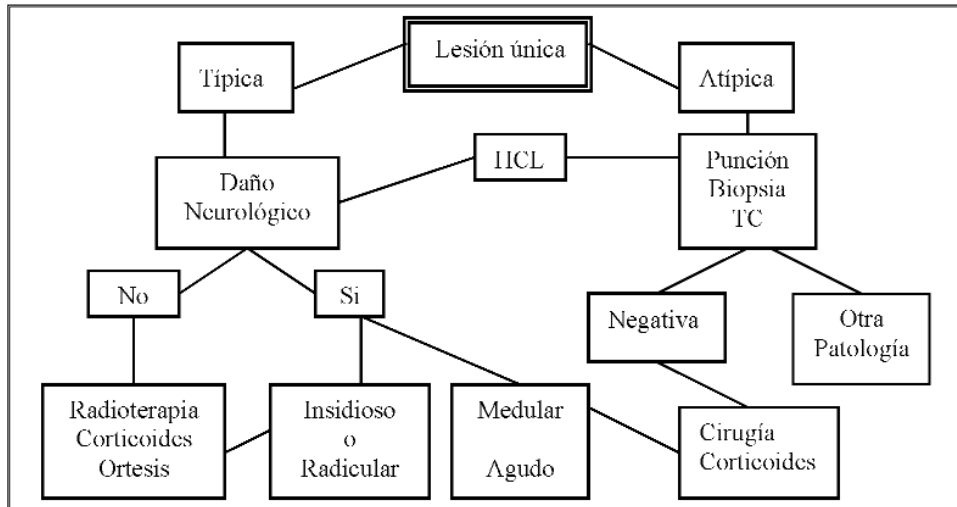 Lesión única
Típica
Atípica
HCL
Daño
Neurológico
Punción
Biopsia
TC
No
Si
Negativa
Otra
Patología
Radioterapia
Corticoides
Ortesis
Insidioso
o
Radicular
Medular
Agudo
Cirugía
Corticoides